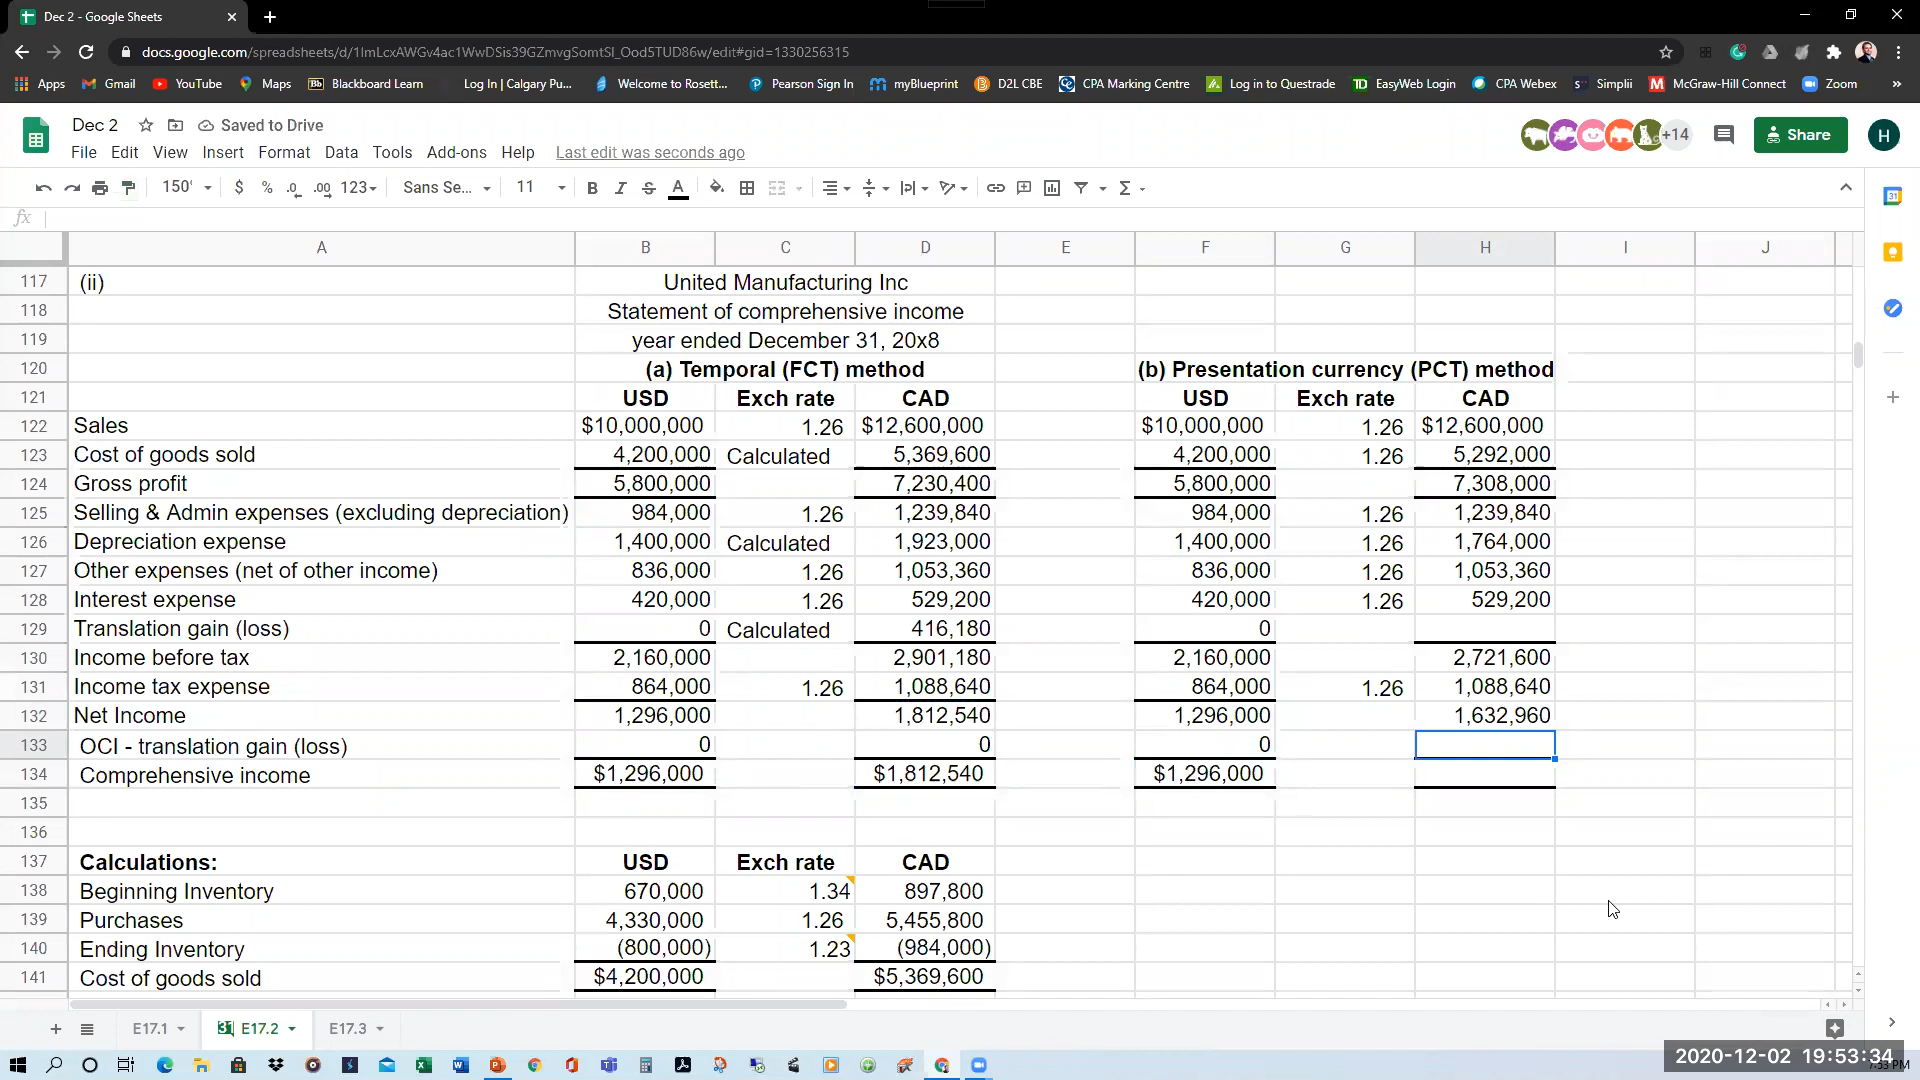 Dec 2 - Google Sheets
docs.google.com/spreadsheets/d/1ImLcxAWGv4ac1WwDSis39GZmvgSomtSI_Ood5TUD86w/edit#gid=1330256315
Apps Gmail YouTube Maps Bb Blackboard Learn Log In | Calgary Pu... Welcome to Rosett... Pearson Sign In myBlueprint D2L CBE CPA Marking Centre Log in to Questrade TD EasyWeb Login CPA Webex Simplii M McGraw-Hill Connect Zoom »
Dec 2 Saved to Drive +14 Share H
File Edit View Insert Format Data Tools Add-ons Help Last edit was seconds ago
150% $ % .0 .00 123 Sans Se... 11 B I S A Σ
fx
A B C D E F G H I J
117 (ii) United Manufacturing Inc
118 Statement of comprehensive income
119 year ended December 31, 20x8
120 (a) Temporal (FCT) method (b) Presentation currency (PCT) method
121 USD Exch rate CAD USD Exch rate CAD
122 Sales $10,000,000 1.26 $12,600,000 $10,000,000 1.26 $12,600,000
123 Cost of goods sold 4,200,000 Calculated 5,369,600 4,200,000 1.26 5,292,000
124 Gross profit 5,800,000 7,230,400 5,800,000 7,308,000
125 Selling & Admin expenses (excluding depreciation) 984,000 1.26 1,239,840 984,000 1.26 1,239,840
126 Depreciation expense 1,400,000 Calculated 1,923,000 1,400,000 1.26 1,764,000
127 Other expenses (net of other income) 836,000 1.26 1,053,360 836,000 1.26 1,053,360
128 Interest expense 420,000 1.26 529,200 420,000 1.26 529,200
129 Translation gain (loss) 0 Calculated 416,180 0
130 Income before tax 2,160,000 2,901,180 2,160,000 2,721,600
131 Income tax expense 864,000 1.26 1,088,640 864,000 1.26 1,088,640
132 Net Income 1,296,000 1,812,540 1,296,000 1,632,960
133 OCI - translation gain (loss) 0 0 0
134 Comprehensive income $1,296,000 $1,812,540 $1,296,000
135
136
137 Calculations: USD Exch rate CAD
138 Beginning Inventory 670,000 1.34 897,800
139 Purchases 4,330,000 1.26 5,455,800
140 Ending Inventory (800,000) 1.23 (984,000)
141 Cost of goods sold $4,200,000 $5,369,600
E17.1 31 E17.2 E17.3
2020-12-02 19:53:34